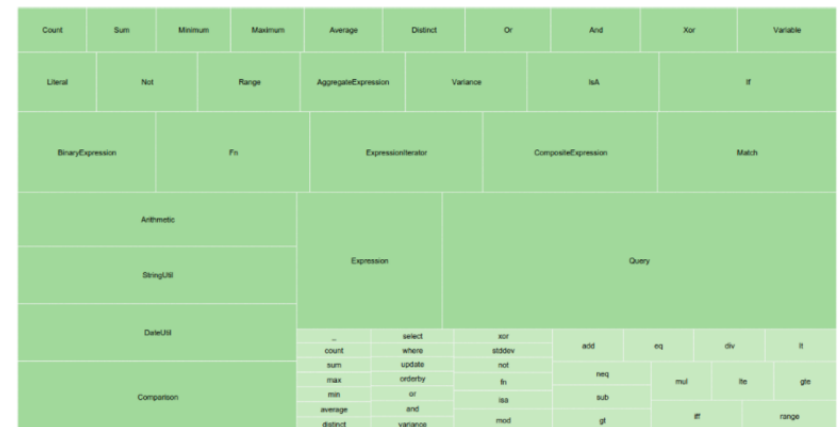 Count Sum Minimum Maximum Average Distinct Or And Xor Variable
Literal Not Range AggregateExpression Variance IsA If
BinaryExpression Fn ExpressionIterator CompositeExpression Match
Arithmetic
StringUtil
DateUtil
Comparison
Expression
Query
_
count
sum
max
min
average
distinct
select
where
update
orderby
or
and
variance
xor
stddev
not
fn
isa
mod
add
eq
div
lt
neq
sub
gt
mul
lte
gte
iff
range